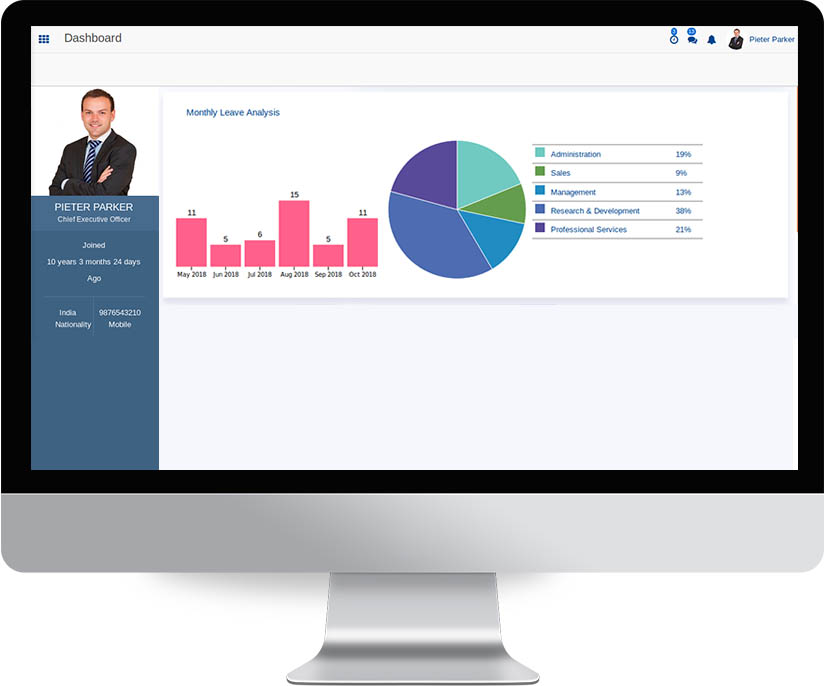 Dashboard
3
13
Pieter Parker
PIETER PARKER
Chief Executive Officer
Joined
10 years 3 months 24 days
Ago
India
Nationality
9876543210
Mobile
Monthly Leave Analysis
11
5
6
15
5
11
May 2018
Jun 2018
Jul 2018
Aug 2018
Sep 2018
Oct 2018
Administration 19%
Sales 9%
Management 13%
Research & Development 38%
Professional Services 21%